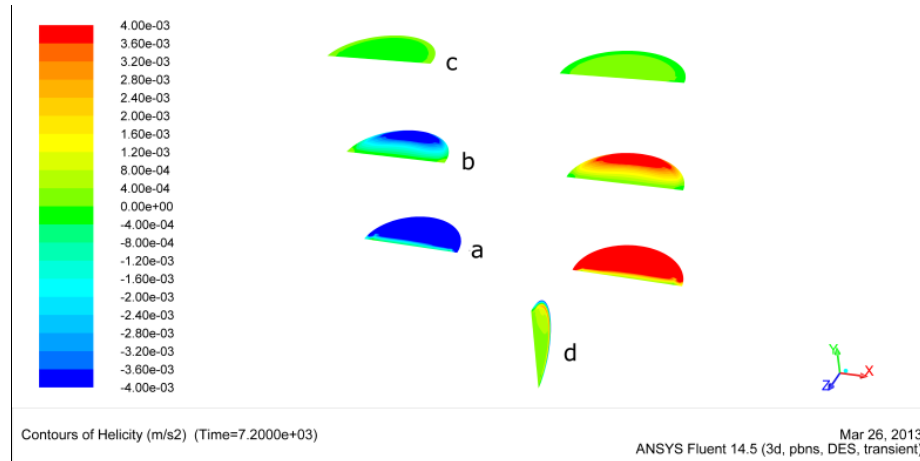 4.00e-03
3.60e-03
3.20e-03
2.80e-03
2.40e-03
2.00e-03
1.60e-03
1.20e-03
8.00e-04
4.00e-04
0.00e+00
-4.00e-04
-8.00e-04
-1.20e-03
-1.60e-03
-2.00e-03
-2.40e-03
-2.80e-03
-3.20e-03
-3.60e-03
-4.00e-03
c
b
a
d
Y
X
Z
Contours of Helicity (m/s2) (Time=7.2000e+03)
Mar 26, 2013
ANSYS Fluent 14.5 (3d, pbns, DES, transient)